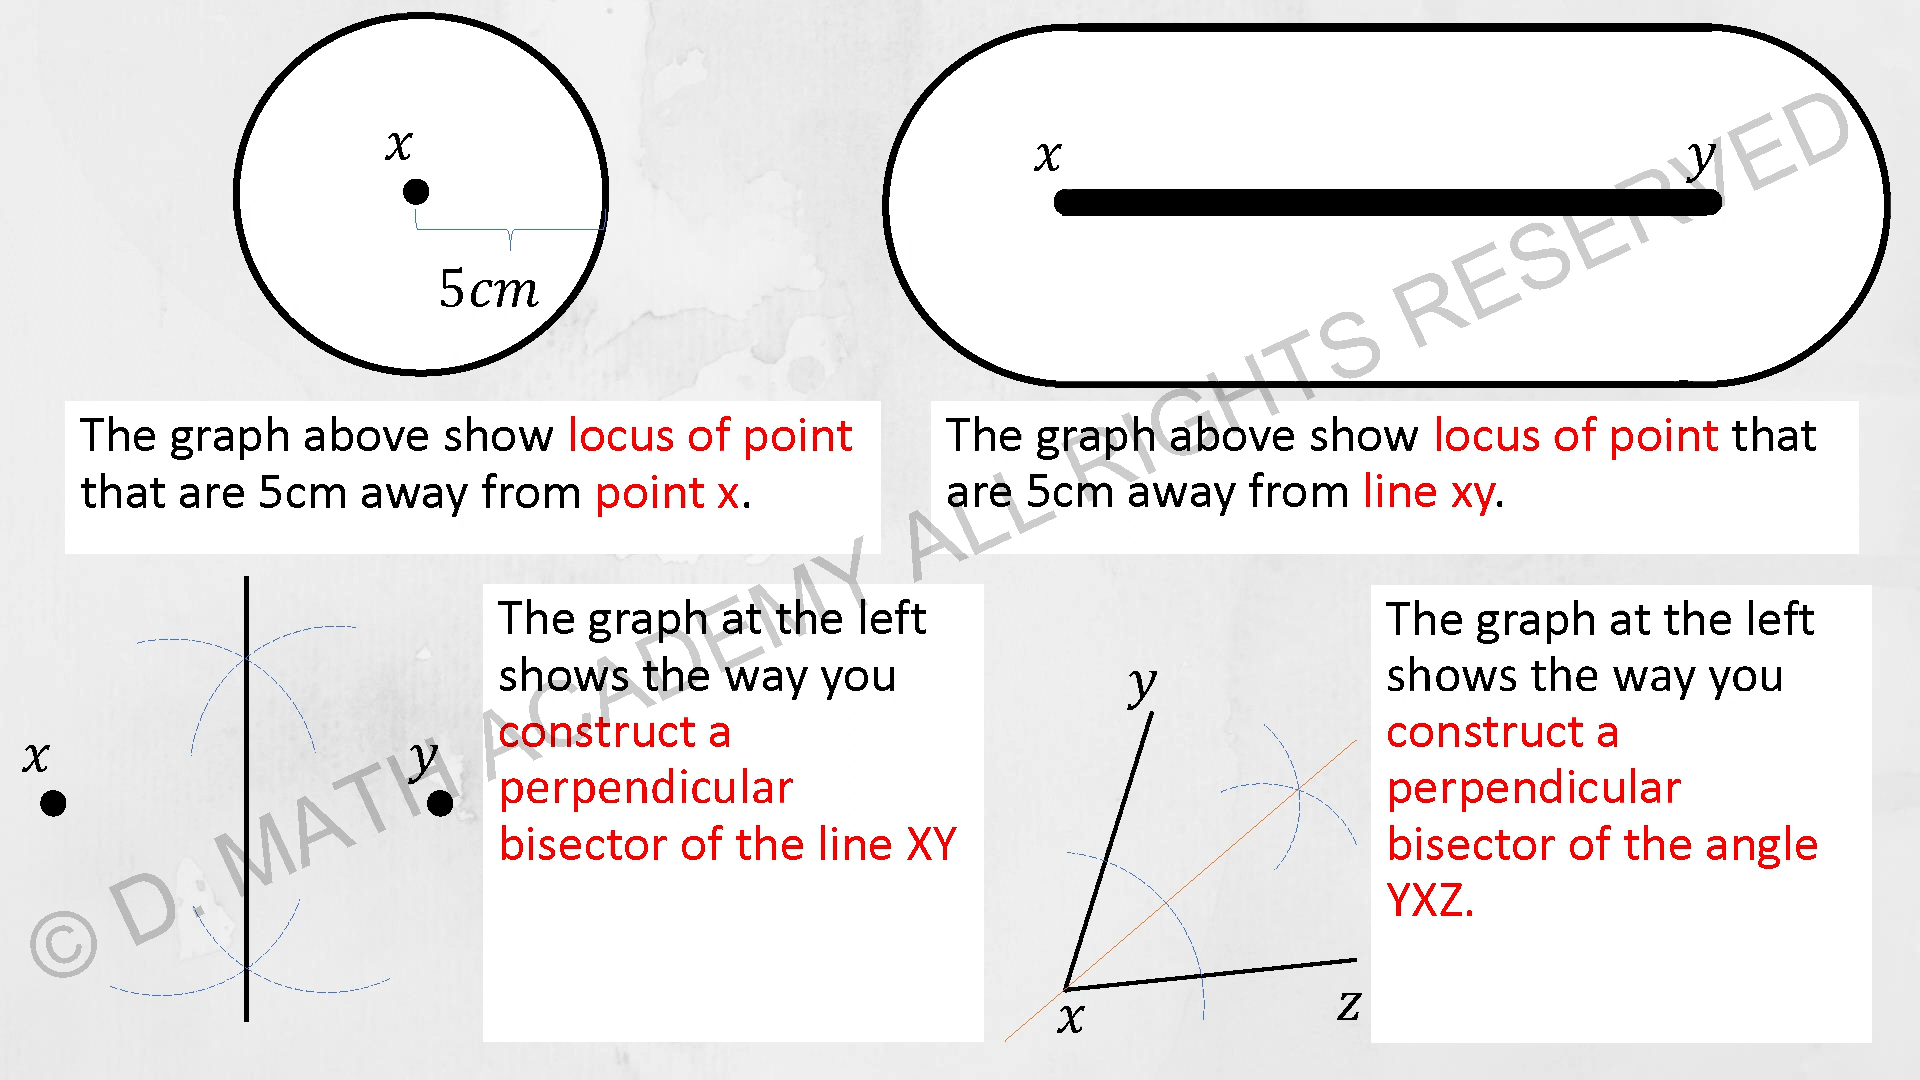 x
5cm
x
y
The graph above show locus of point
that are 5cm away from point x.
The graph above show locus of point that
are 5cm away from line xy.
x
y
The graph at the left
shows the way you
construct a
perpendicular
bisector of the line XY
y
x
z
The graph at the left
shows the way you
construct a
perpendicular
bisector of the angle
YXZ.
© D. MATH ACADEMY ALL RIGHTS RESERVED